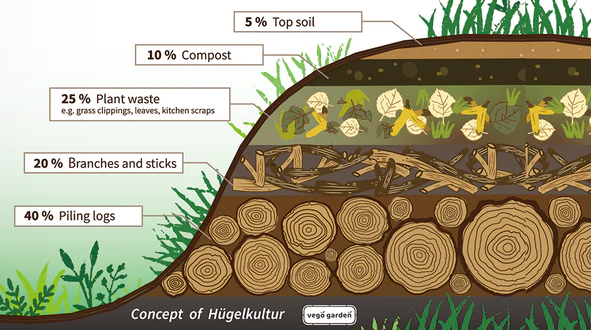 5 % Top soil
10 % Compost
25 % Plant waste
e.g. grass clippings, leaves, kitchen scraps
20 % Branches and sticks
40 % Piling logs
Concept of Hügelkultur
vego garden